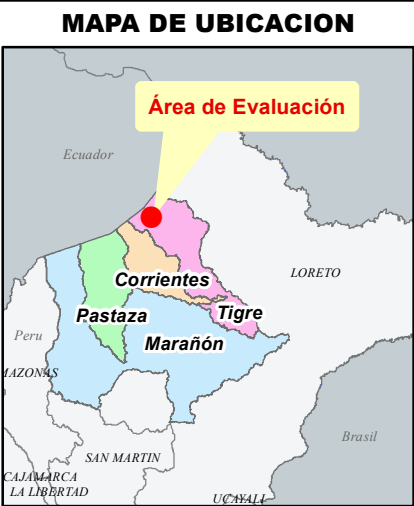 MAPA DE UBICACION
Área de Evaluación
Ecuador
LORETO
Corrientes
Pastaza
Tigre
Peru
Marañón
MAZONAS
Brasil
SAN MARTIN
CAJAMARCA
LA LIBERTAD
UCAYALI